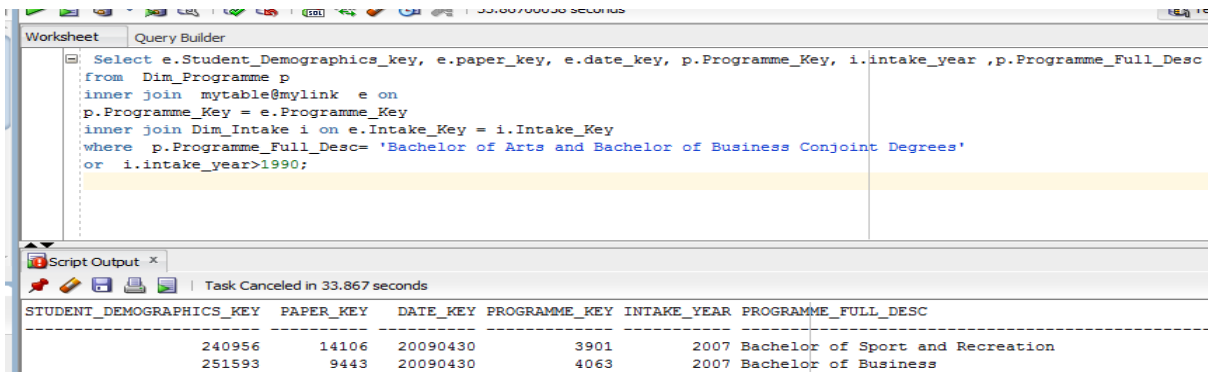 Worksheet Query Builder
Select e.Student_Demographics_key, e.paper_key, e.date_key, p.Programme_Key, i.intake_year ,p.Programme_Full_Desc
from Dim_Programme p
inner join mytable@mylink e on
p.Programme_Key = e.Programme_Key
inner join Dim_Intake i on e.Intake_Key = i.Intake_Key
where p.Programme_Full_Desc= 'Bachelor of Arts and Bachelor of Business Conjoint Degrees'
or i.intake_year>1990;
Script Output ×
Task Canceled in 33.867 seconds
STUDENT_DEMOGRAPHICS_KEY PAPER_KEY DATE_KEY PROGRAMME_KEY INTAKE_YEAR PROGRAMME_FULL_DESC
240956 14106 20090430 3901 2007 Bachelor of Sport and Recreation
251593 9443 20090430 4063 2007 Bachelor of Business